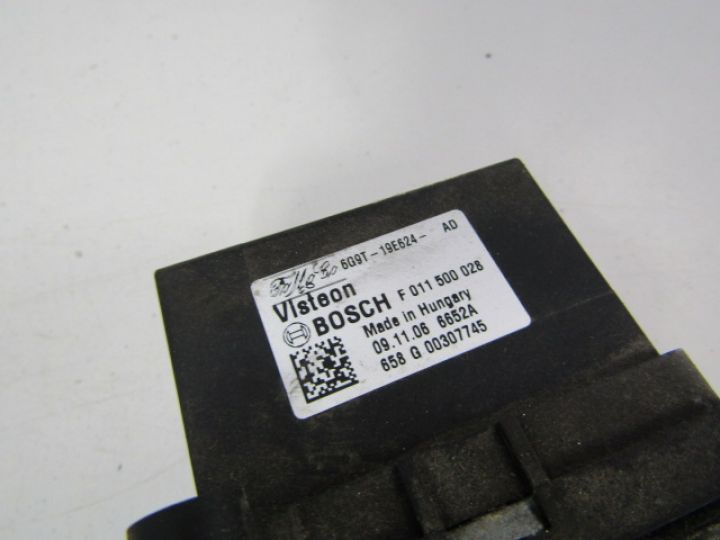 6G9T-19E624- AD
Visteon
BOSCH F 011 500 028
Made in Hungary
09.11.06 6652A
658 G 00307745